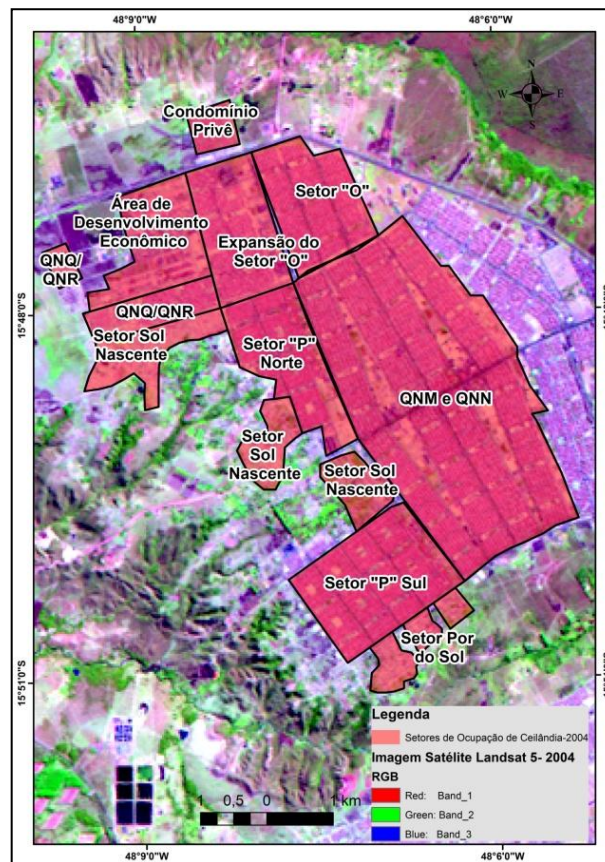 48°9'0"W
48°6'0"W
N
W
E
S
Condomínio
Privê
Setor "O"
Área de
Desenvolvimento
Econômico
Expansão do
Setor "O"
QNQ/
QNR
QNQ/QNR
Setor Sol
Nascente
Setor "P"
Norte
QNM e QNN
Setor
Sol
Nascente
Setor Sol
Nascente
Setor "P" Sul
Setor Por
do Sol
15°48'0"S
15°51'0"S
Legenda
Setores de Ocupação de Ceilândia-2004
Imagem Satélite Landsat 5- 2004
RGB
Red: Band_1
Green: Band_2
Blue: Band_3
1 0,5 0 1 km
48°9'0"W
48°6'0"W